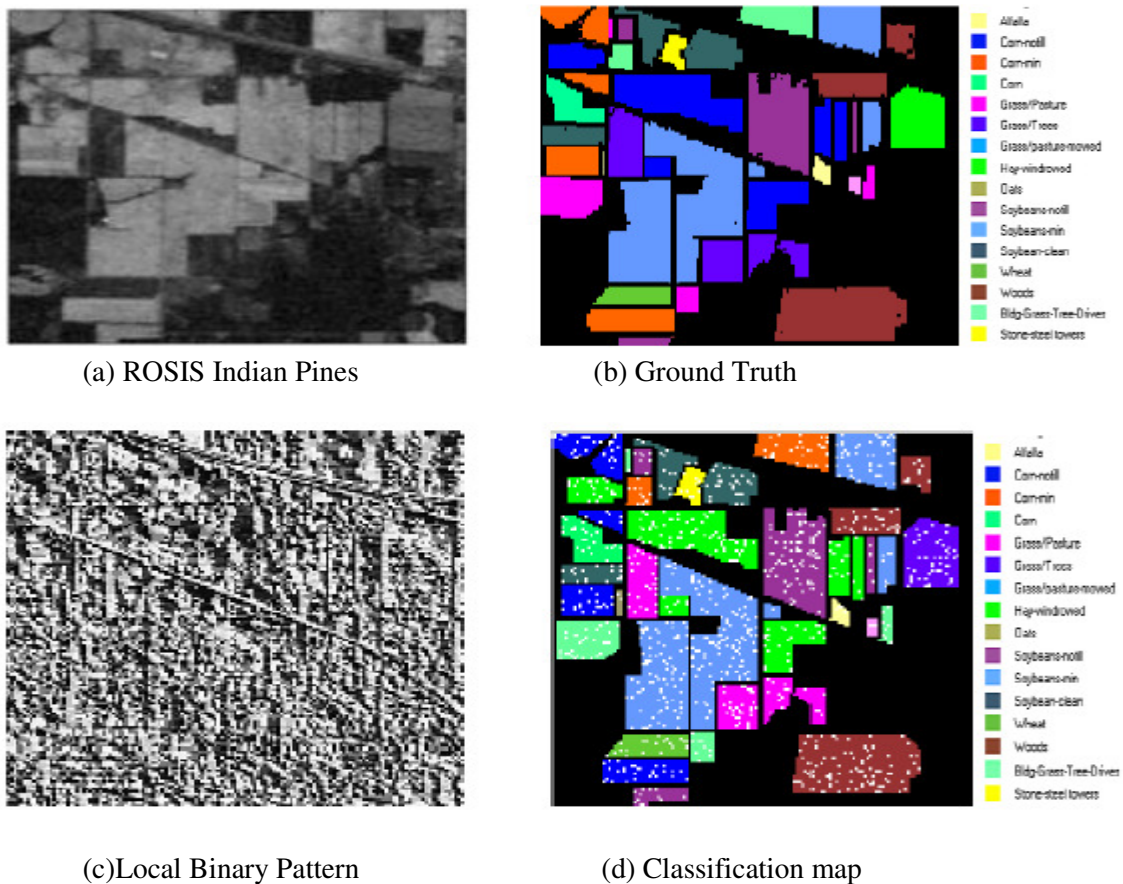 Alfalfa
Corn-notill
Corn-min
Corn
Grass/Pasture
Grass/Trees
Grass/pasture-mowed
Hay-windrowed
Oats
Soybeans-notill
Soybeans-min
Soybean-clean
Wheat
Woods
Bldg-Grass-Tree-Drives
Stone-steel towers
(a) ROSIS Indian Pines
(b) Ground Truth
Alfalfa
Corn-notill
Corn-min
Corn
Grass/Pasture
Grass/Trees
Grass/pasture-mowed
Hay-windrowed
Oats
Soybeans-notill
Soybeans-min
Soybean-clean
Wheat
Woods
Bldg-Grass-Tree-Drives
Stone-steel towers
(c)Local Binary Pattern
(d) Classification map